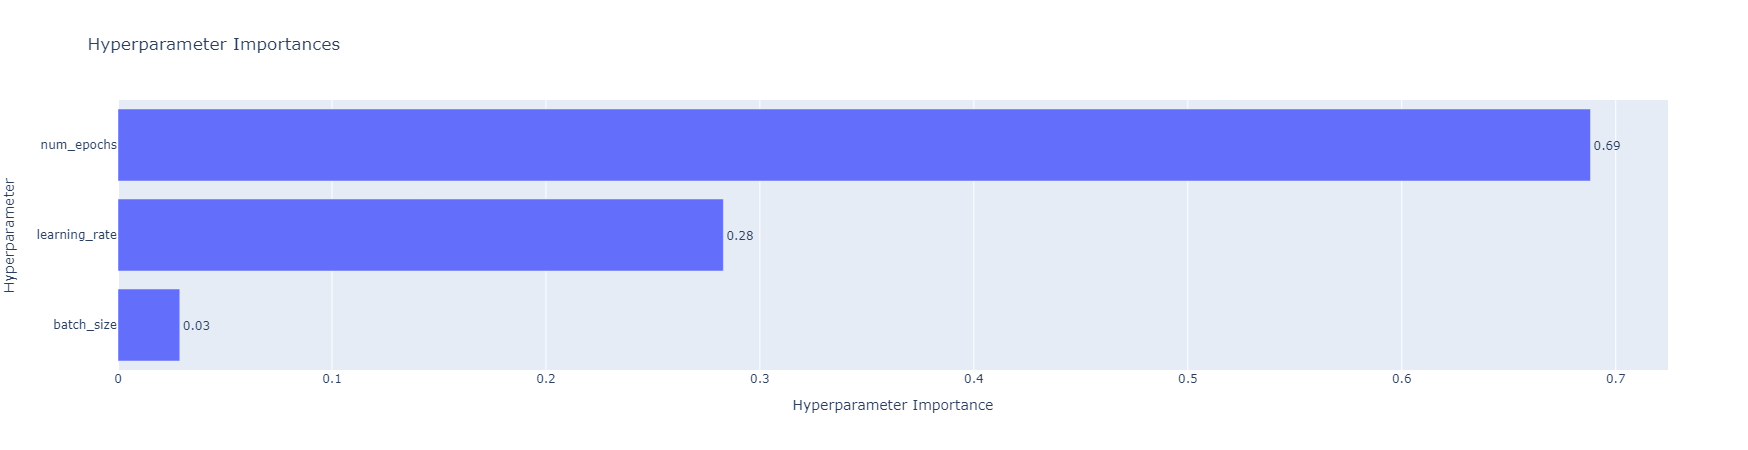 Hyperparameter Importances
Hyperparameter
num_epochs
0.69
learning_rate
0.28
batch_size
0.03
0 0.1 0.2 0.3 0.4 0.5 0.6 0.7
Hyperparameter Importance